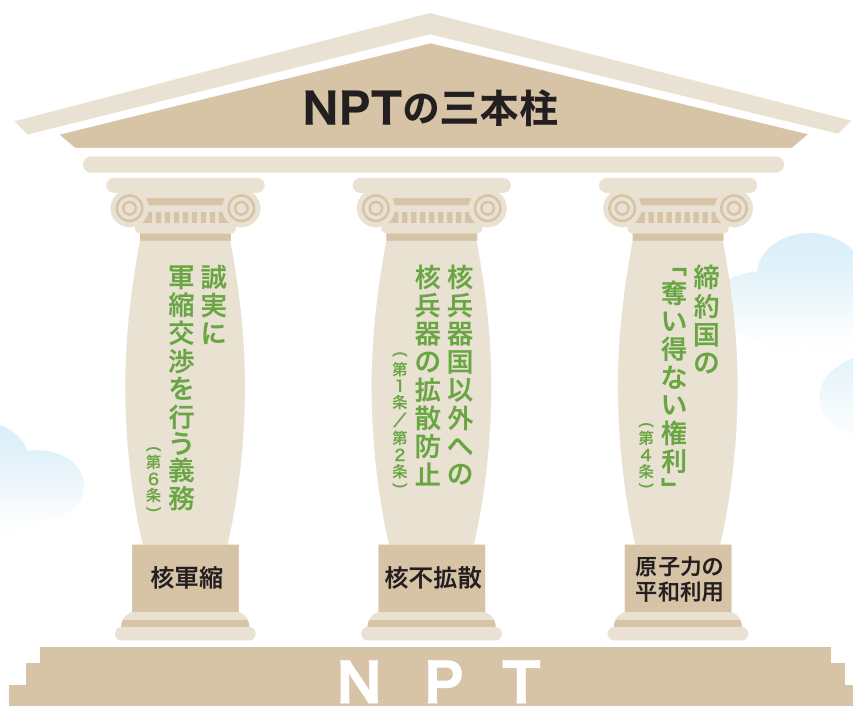 NPTの三本柱
誠実に
軍縮交渉を行う義務
（第6条）
核軍縮
核兵器国以外への
核兵器の拡散防止
（第1条／第2条）
核不拡散
締約国の
「奪い得ない権利」
（第4条）
原子力の
平和利用
NPT